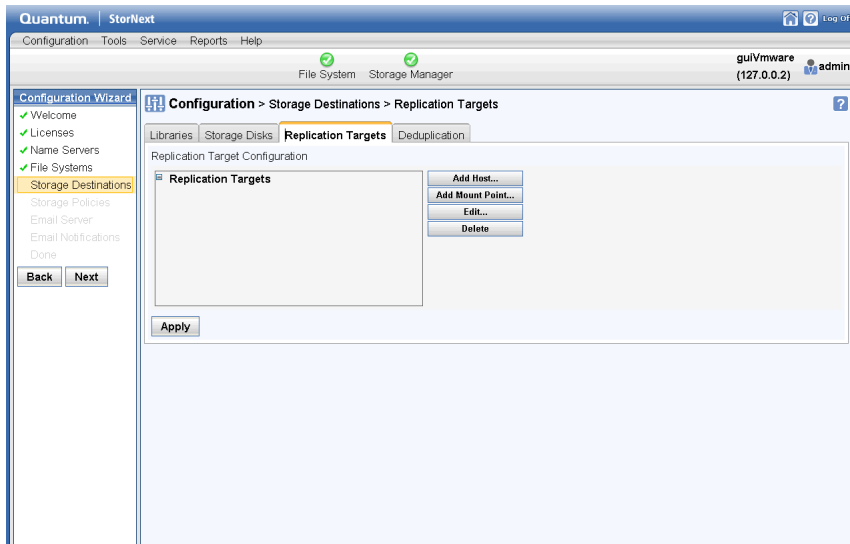 Quantum. | StorNext
Log Of
Configuration Tools Service Reports Help
File System Storage Manager
guiVmware
(127.0.0.2)
admin
Configuration Wizard
Welcome
Licenses
Name Servers
File Systems
Storage Destinations
Storage Policies
Email Server
Email Notifications
Done
Back Next
Configuration > Storage Destinations > Replication Targets
?
Libraries Storage Disks Replication Targets Deduplication
Replication Target Configuration
Replication Targets
Add Host...
Add Mount Point...
Edit...
Delete
Apply